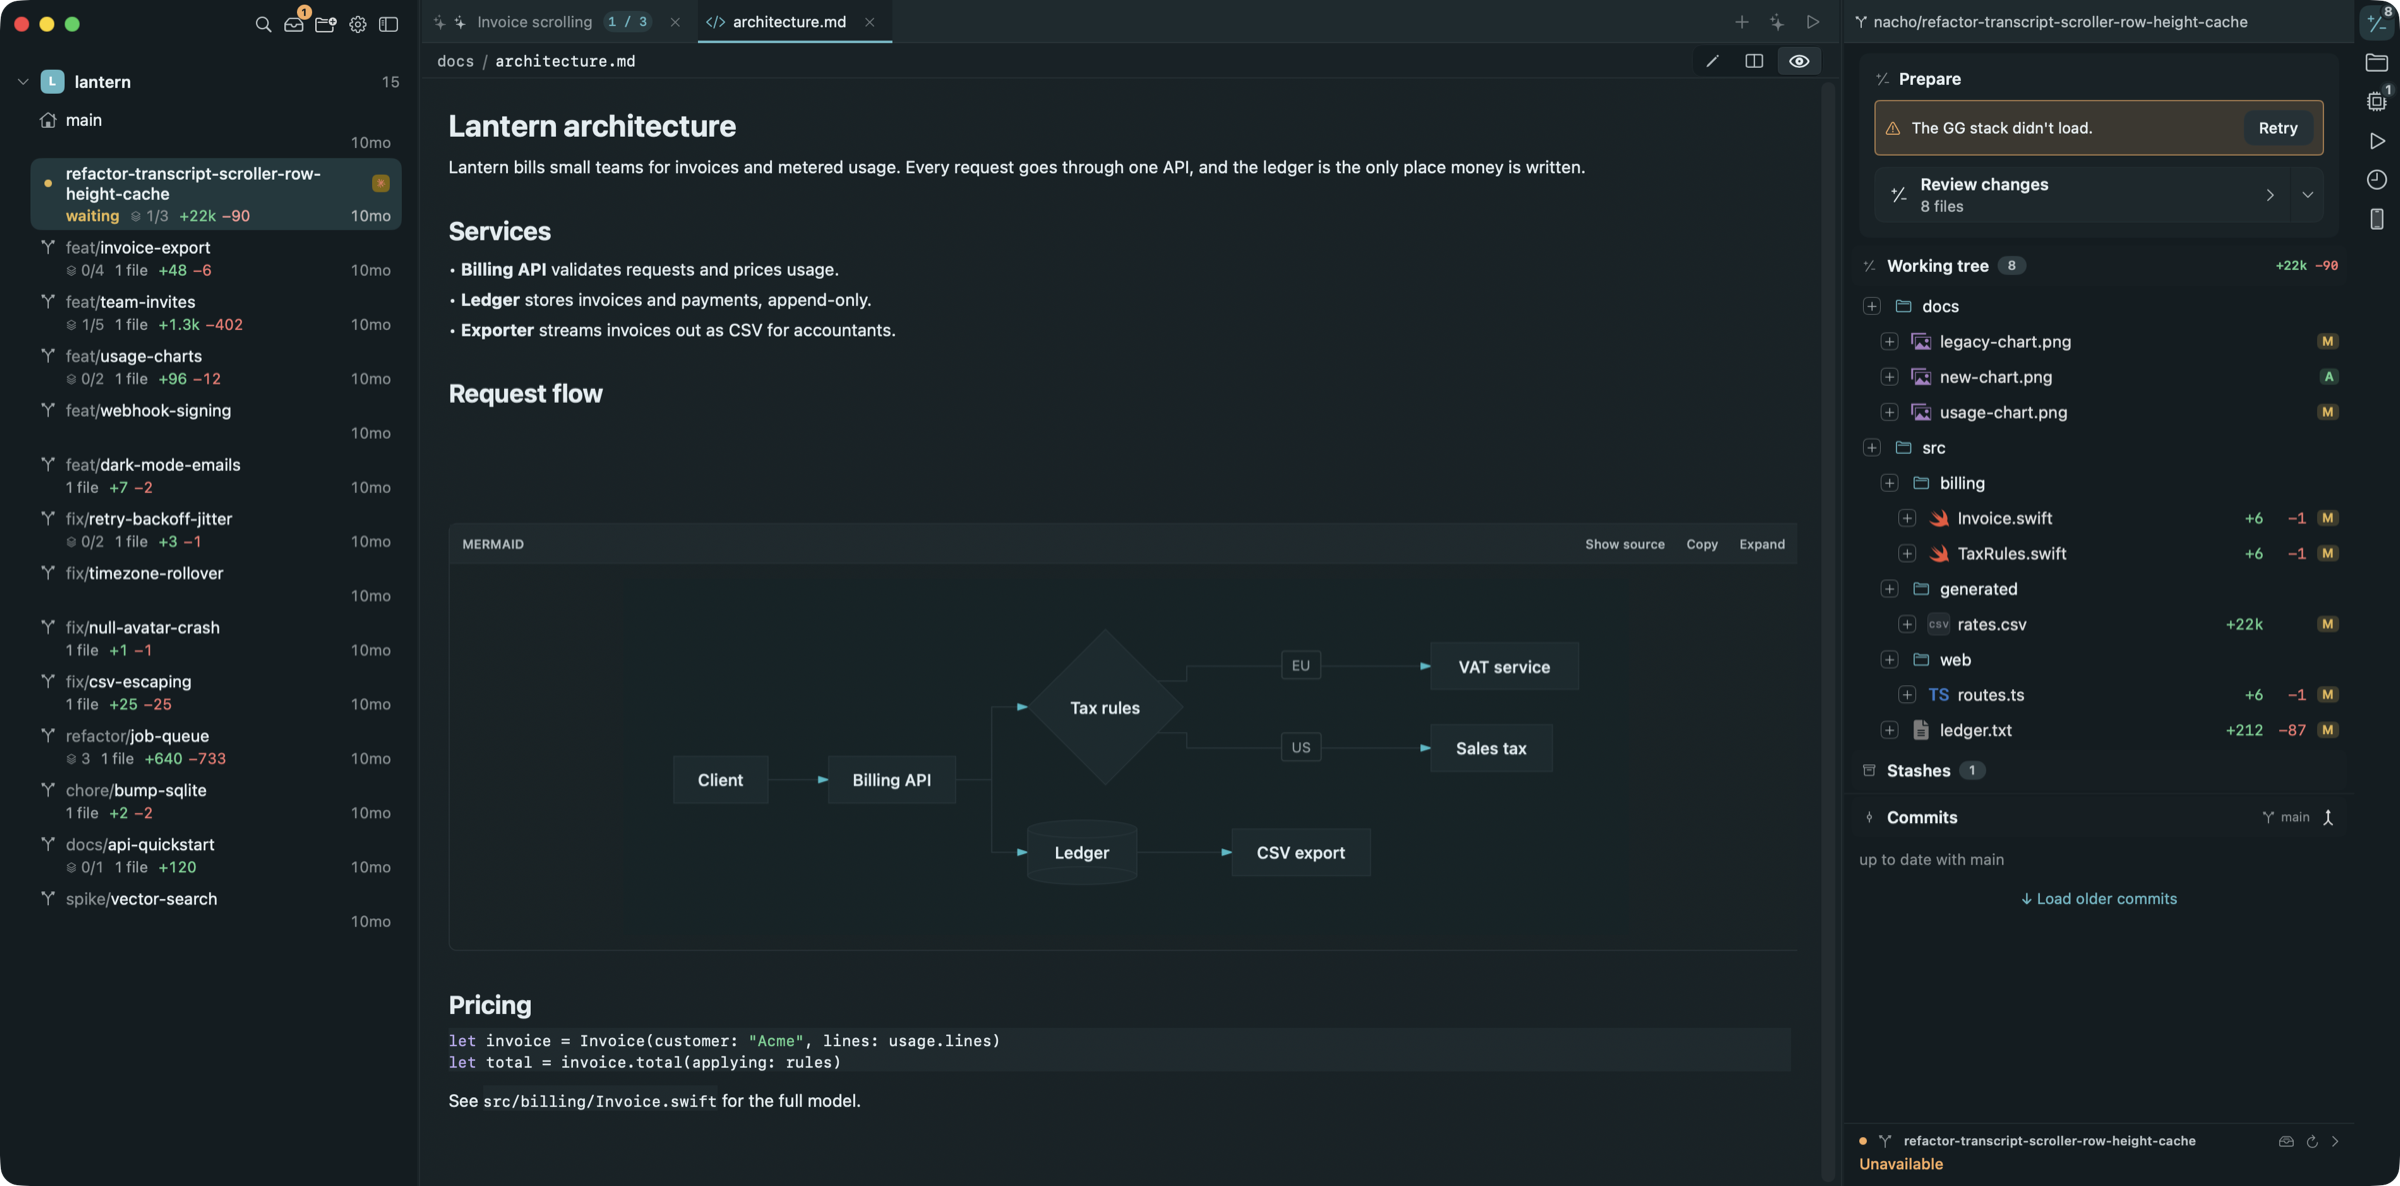 1
Invoice scrolling 1 / 3
</> architecture.md
nacho/refactor-transcript-scroller-row-height-cache
8
L lantern 15
main
10mo
refactor-transcript-scroller-row-
height-cache
waiting 1/3 +22k −90 10mo
feat/invoice-export
0/4 1 file +48 −6 10mo
feat/team-invites
1/5 1 file +1.3k −402 10mo
feat/usage-charts
0/2 1 file +96 −12 10mo
feat/webhook-signing
10mo
feat/dark-mode-emails
1 file +7 −2 10mo
fix/retry-backoff-jitter
0/2 1 file +3 −1 10mo
fix/timezone-rollover
10mo
fix/null-avatar-crash
1 file +1 −1 10mo
fix/csv-escaping
1 file +25 −25 10mo
refactor/job-queue
3 1 file +640 −733 10mo
chore/bump-sqlite
1 file +2 −2 10mo
docs/api-quickstart
0/1 1 file +120 10mo
spike/vector-search
10mo
docs / architecture.md
Lantern architecture
Lantern bills small teams for invoices and metered usage. Every request goes through one API, and the ledger is the only place money is written.
Services
• Billing API validates requests and prices usage.
• Ledger stores invoices and payments, append-only.
• Exporter streams invoices out as CSV for accountants.
Request flow
MERMAID Show source Copy Expand
Tax rules
EU
VAT service
US
Sales tax
Client
Billing API
Ledger
CSV export
Pricing
let invoice = Invoice(customer: "Acme", lines: usage.lines)
let total = invoice.total(applying: rules)
See src/billing/Invoice.swift for the full model.
Prepare
The GG stack didn't load. Retry
1
Review changes
8 files
Working tree 8 +22k −90
docs
legacy-chart.png M
new-chart.png A
usage-chart.png M
src
billing
Invoice.swift +6 −1 M
TaxRules.swift +6 −1 M
generated
CSV rates.csv +22k M
web
TS routes.ts +6 −1 M
ledger.txt +212 −87 M
Stashes 1
Commits main
up to date with main
↓ Load older commits
refactor-transcript-scroller-row-height-cache
Unavailable